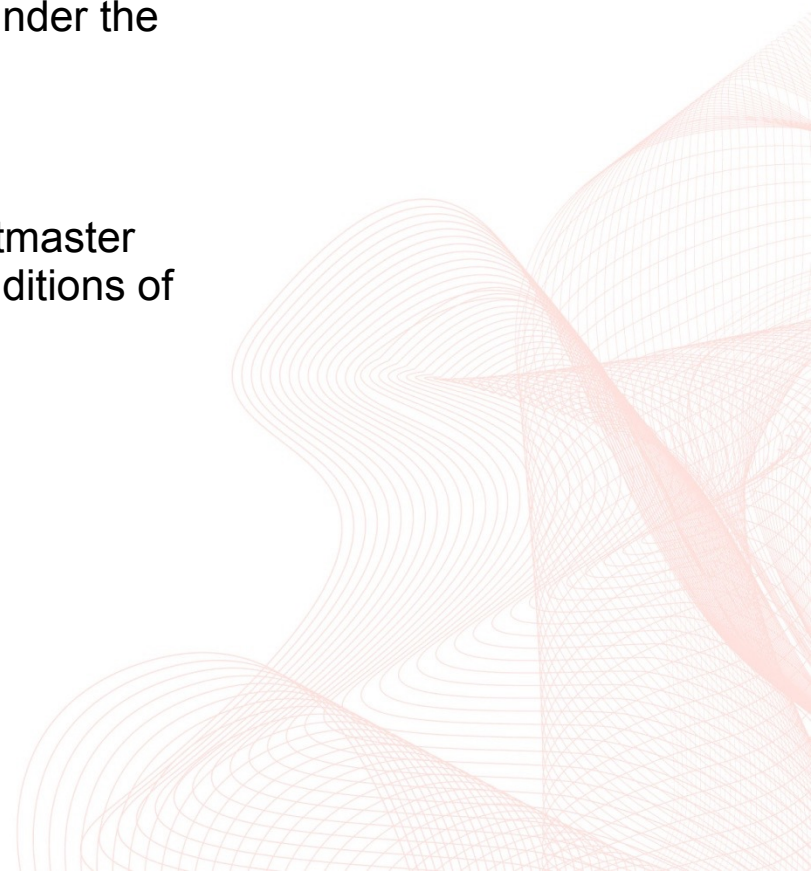 nder the
tmaster
ditions of